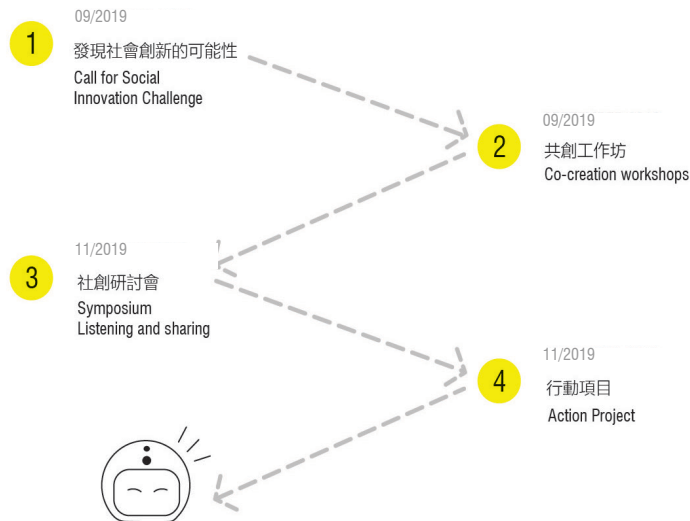 09/2019
1
發現社會創新的可能性
Call for Social
Innovation Challenge
09/2019
2
共創工作坊
Co-creation workshops
11/2019
3
社創研討會
Symposium
Listening and sharing
11/2019
4
行動項目
Action Project